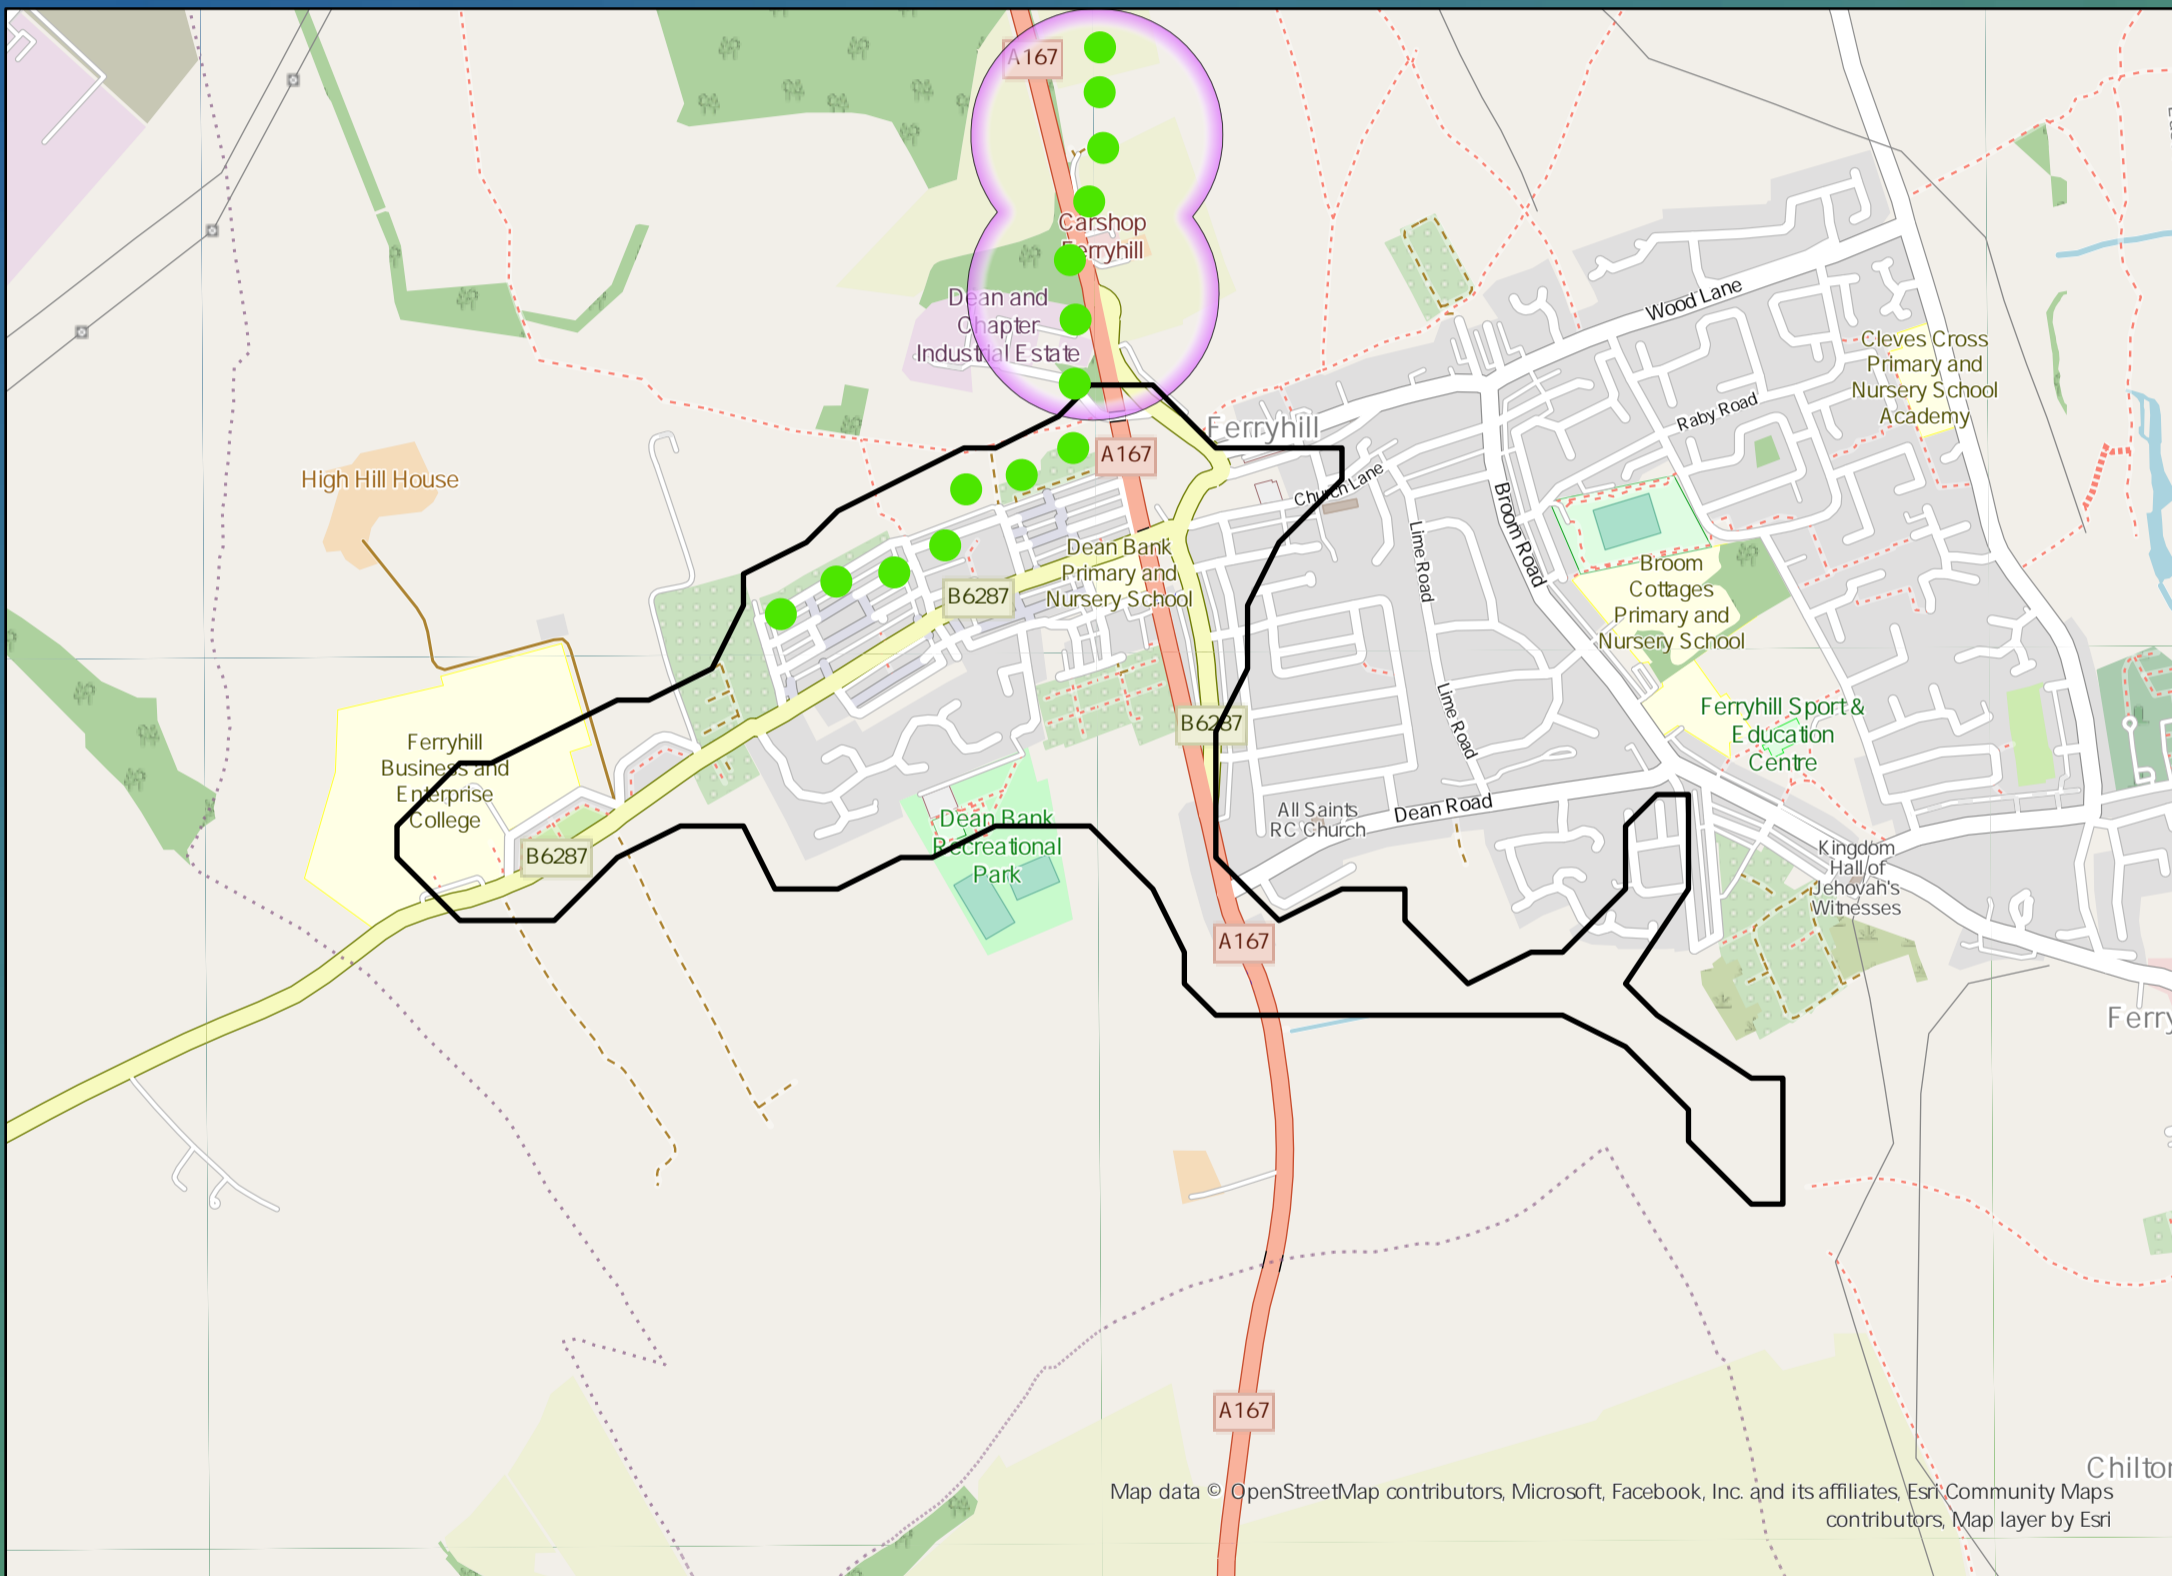 A167
Carshop
Ferryhill
Dean and
Chapter
Industrial Estate
Wood Lane
Cleves Cross
Primary and
Nursery School
Academy
Raby Road
Ferryhill
A167
High Hill House
Church Lane
Broom Road
Lime Road
Dean Bank
Primary and
Nursery School
Broom
Cottages
Primary and
Nursery School
B6287
Lime Road
B6287
Ferryhill Sport &
Education
Centre
Ferryhill
Business and
Enterprise
College
All Saints
RC Church
Dean Road
Dean Bank
Recreational
Park
B6287
Kingdom
Hall of
Jehovah's
Witnesses
A167
Ferry
A167
Chilton
Map data © OpenStreetMap contributors, Microsoft, Facebook, Inc. and its affiliates, Esri Community Maps
contributors, Map layer by Esri